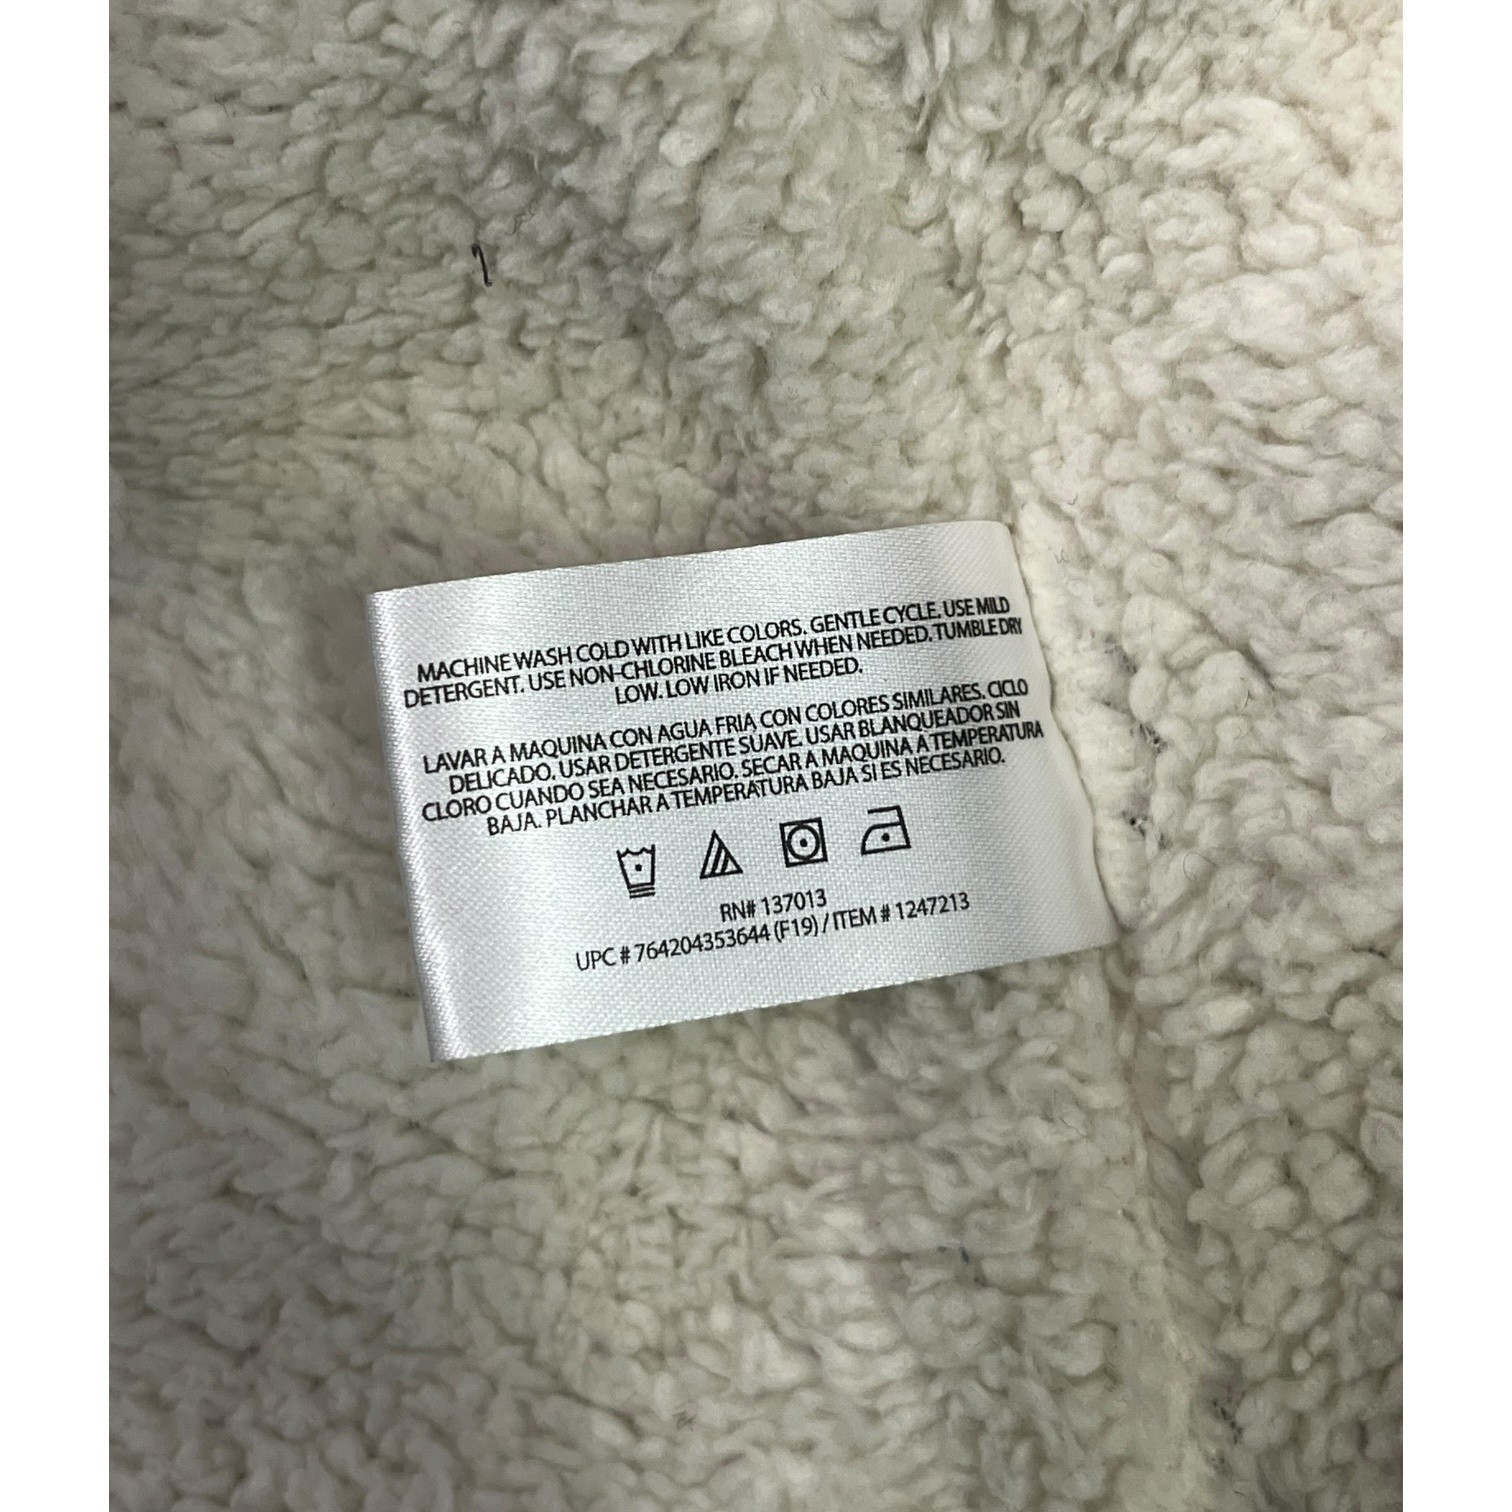 MACHINE WASH COLD WITH LIKE COLORS. GENTLE CYCLE. USE MILD
DETERGENT. USE NON-CHLORINE BLEACH WHEN NEEDED. TUMBLE DRY
LOW. LOW IRON IF NEEDED.
LAVAR A MAQUINA CON AGUA FRIA CON COLORES SIMILARES. CICLO
DELICADO. USAR DETERGENTE SUAVE. USAR BLANQUEADOR SIN
CLORO CUANDO SEA NECESARIO. SECAR A MAQUINA A TEMPERATURA
BAJA. PLANCHAR A TEMPERATURA BAJA SI ES NECESARIO.
RN# 137013
UPC # 764204353644 (F19) / ITEM # 1247213